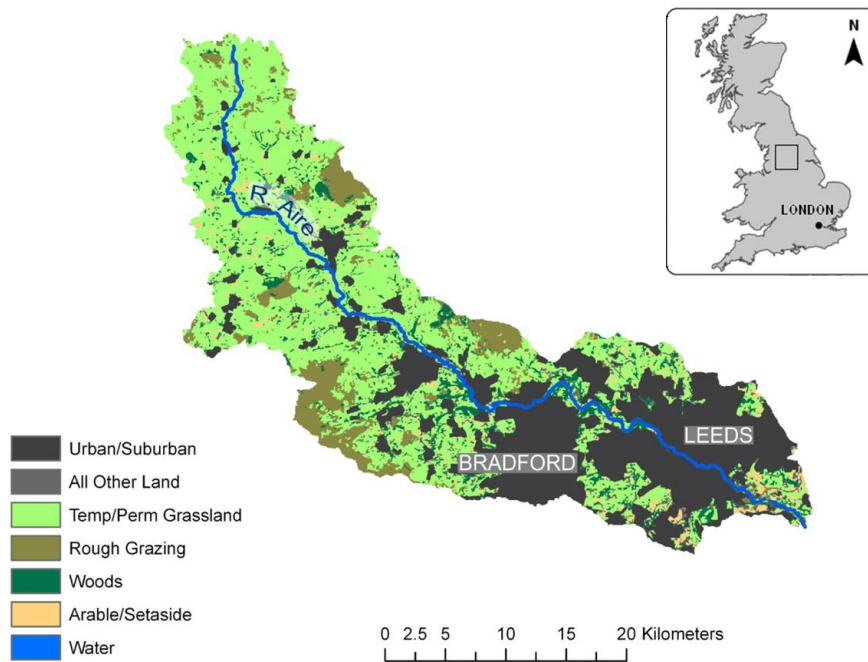 N
LONDON
R. Aire
LEEDS
BRADFORD
Urban/Suburban
All Other Land
Temp/Perm Grassland
Rough Grazing
Woods
Arable/Setaside
Water
0 2.5 5 10 15 20 Kilometers